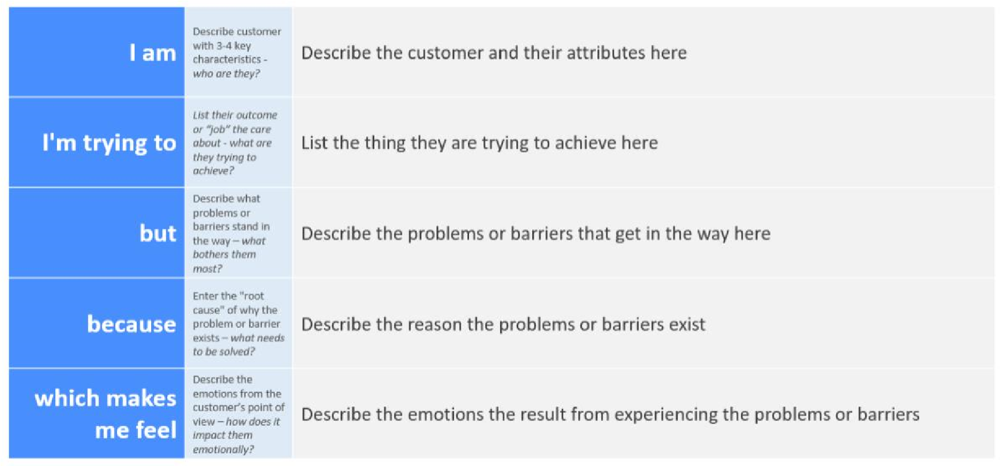 I am
Describe customer
with 3-4 key
characteristics -
who are they?
Describe the customer and their attributes here
I'm trying to
List their outcome
or “job” the care
about - what are
they trying to
achieve?
List the thing they are trying to achieve here
but
Describe what
problems or
barriers stand in
the way – what
bothers them
most?
Describe the problems or barriers that get in the way here
because
Enter the "root
cause" of why the
problem or barrier
exists – what needs
to be solved?
Describe the reason the problems or barriers exist
which makes
me feel
Describe the
emotions from the
customer’s point of
view – how does it
impact them
emotionally?
Describe the emotions the result from experiencing the problems or barriers